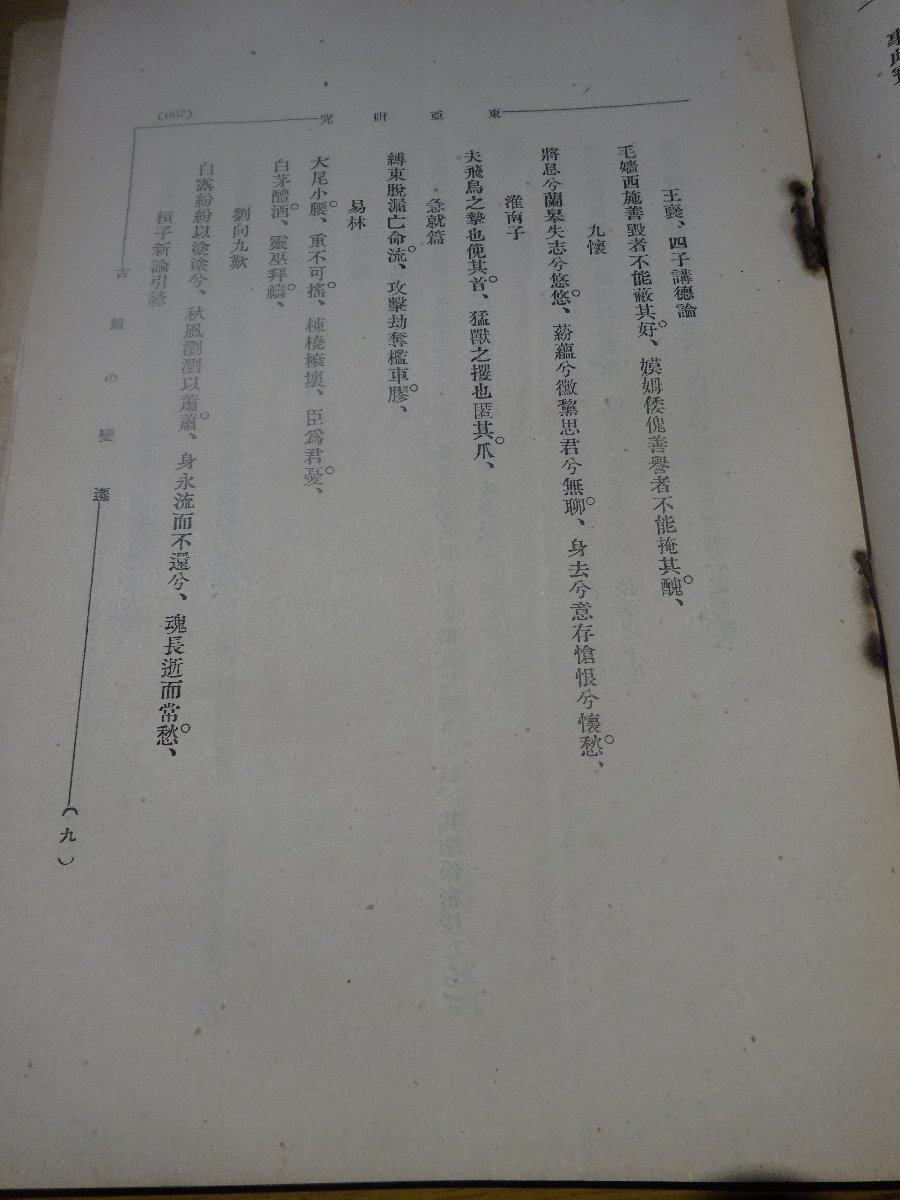 東亞研究
王襃、四子講德論
毛嬙西施善毀者不能蔽其好、嫫姆倭傀善譽者不能掩其醜、
九懷
將息兮蘭皋失志兮悠悠、蒶蘊兮黴黧思君兮無聊、身去兮意存愴恨兮懷愁、
淮南子
夫飛鳥之摯也俛其首、猛獸之攫也匿其爪、
急就篇
縛束脫漏亡命流、攻擊劫奪檻車膠、
易林
大尾小腰、重不可搖、棟橈榱壞、臣爲君憂、
白茅醴酒、靈巫拜禱、
劉向九歎
白露紛紛以塗塗兮、秋風瀏瀏以蕭蕭、身永流而不還兮、魂長逝而常愁、
桓子新論引諺
古韻の變遷
(九)